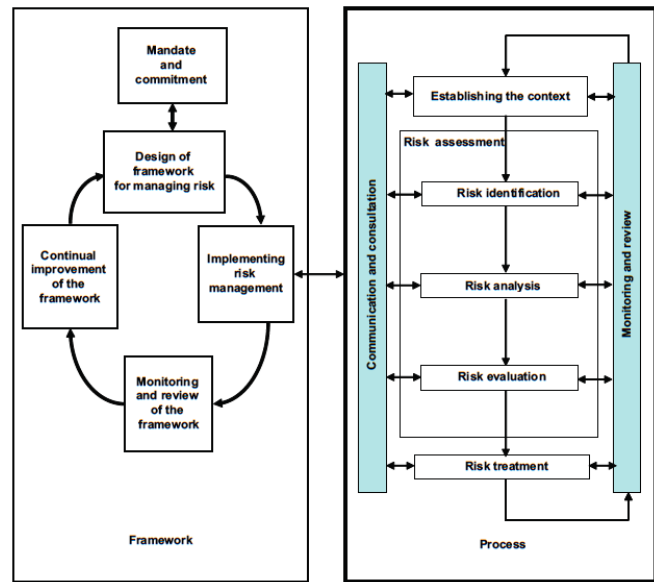 Mandate
and
commitment
Design of
framework
for managing risk
Continual
improvement
of the
framework
Implementing
risk
management
Monitoring
and review
of the
framework
Framework
Communication and consultation
Establishing the context
Risk assessment
Risk identification
Risk analysis
Risk evaluation
Risk treatment
Monitoring and review
Process